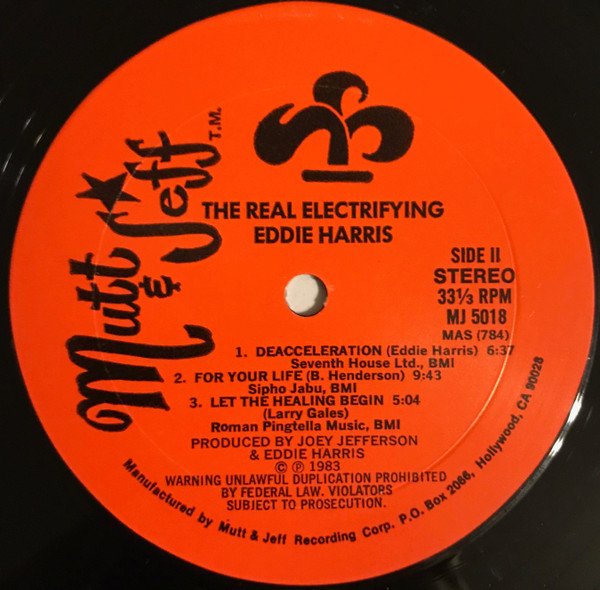 Mutt & Jeff T.M.
THE REAL ELECTRIFYING
EDDIE HARRIS
SIDE II
STEREO
33⅓ RPM
MJ 5018
MAS (784)
1. DEACCELERATION (Eddie Harris) 6:37
Seventh House Ltd., BMI
2. FOR YOUR LIFE (B. Henderson) 9:43
Sipho Jabu, BMI
3. LET THE HEALING BEGIN 5:04
(Larry Gales)
Roman Pingtella Music, BMI
PRODUCED BY JOEY JEFFERSON
& EDDIE HARRIS
© ℗ 1983
WARNING UNLAWFUL DUPLICATION PROHIBITED
BY FEDERAL LAW. VIOLATORS
SUBJECT TO PROSECUTION.
Manufactured by Mutt & Jeff Recording Corp. P.O. Box 2086, Hollywood, CA 90028